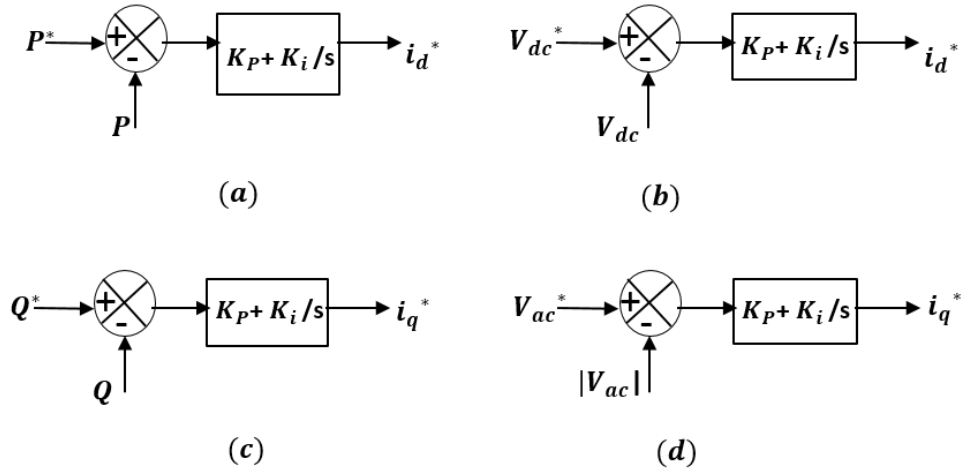 P* + - K_P + K_i/s i_d*
P
(a)
V_dc* + - K_P + K_i/s i_d*
V_dc
(b)
Q* + - K_P + K_i/s i_q*
Q
(c)
V_ac* + - K_P + K_i/s i_q*
|V_ac|
(d)